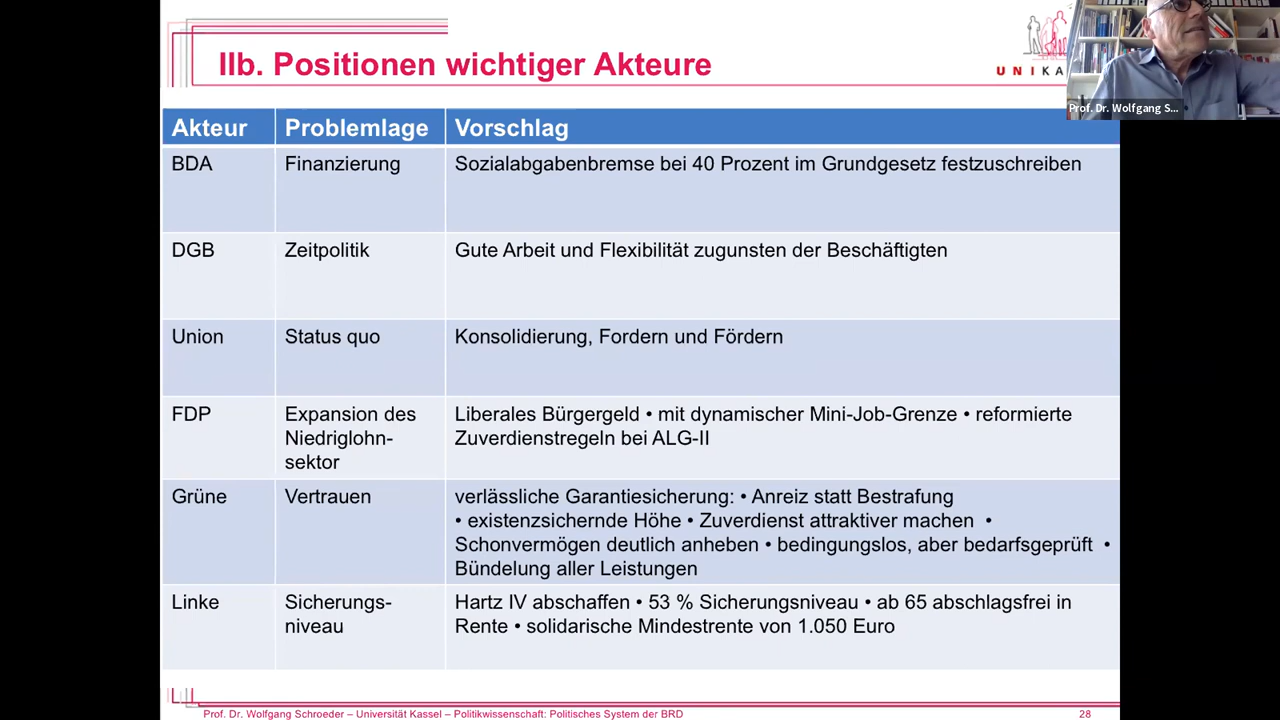 IIb. Positionen wichtiger Akteure
UNIKA
Prof. Dr. Wolfgang S...
Akteur Problemlage Vorschlag
BDA Finanzierung Sozialabgabenbremse bei 40 Prozent im Grundgesetz festzuschreiben
DGB Zeitpolitik Gute Arbeit und Flexibilität zugunsten der Beschäftigten
Union Status quo Konsolidierung, Fordern und Fördern
FDP Expansion des Liberales Bürgergeld • mit dynamischer Mini-Job-Grenze • reformierte
Niedriglohn- Zuverdienstregeln bei ALG-II
sektor
Grüne Vertrauen verlässliche Garantiesicherung: • Anreiz statt Bestrafung
• existenzsichernde Höhe • Zuverdienst attraktiver machen •
Schonvermögen deutlich anheben • bedingungslos, aber bedarfsgeprüft •
Bündelung aller Leistungen
Linke Sicherungs- Hartz IV abschaffen • 53 % Sicherungsniveau • ab 65 abschlagsfrei in
niveau Rente • solidarische Mindestrente von 1.050 Euro
Prof. Dr. Wolfgang Schroeder – Universität Kassel – Politikwissenschaft: Politisches System der BRD 28